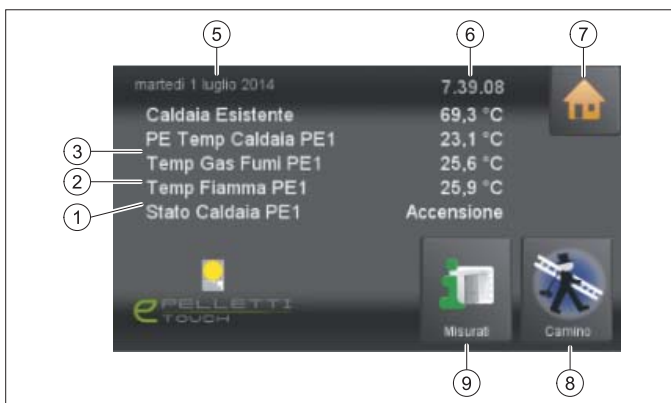 5 6 7
martedì 1 luglio 2014 7.39.08
Caldaia Esistente 69,3 °C
PE Temp Caldaia PE1 23,1 °C
3
Temp Gas Fumi PE1 25,6 °C
2
Temp Fiamma PE1 25,9 °C
1
Stato Caldaia PE1 Accensione
e PELLETTI
TOUCH
Misurati Camino
9 8